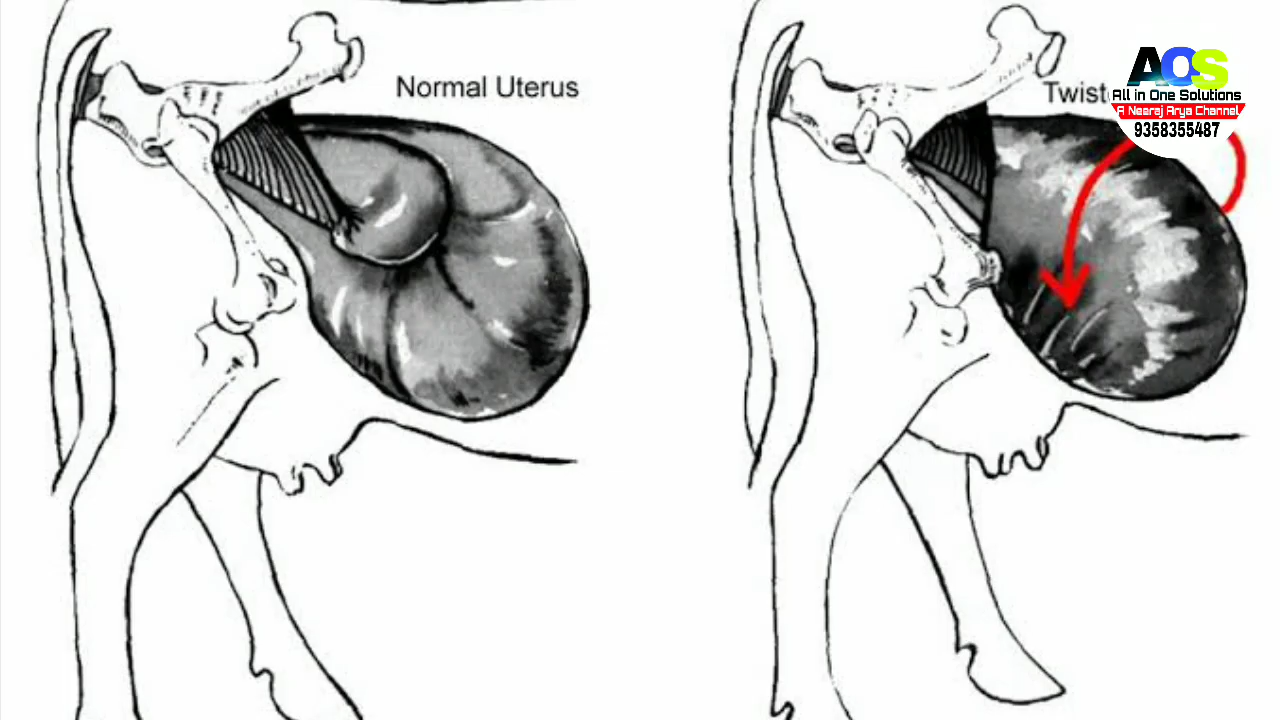 Normal Uterus
AOS
All in One Solutions
A Neeraj Arya Channel
9358355487